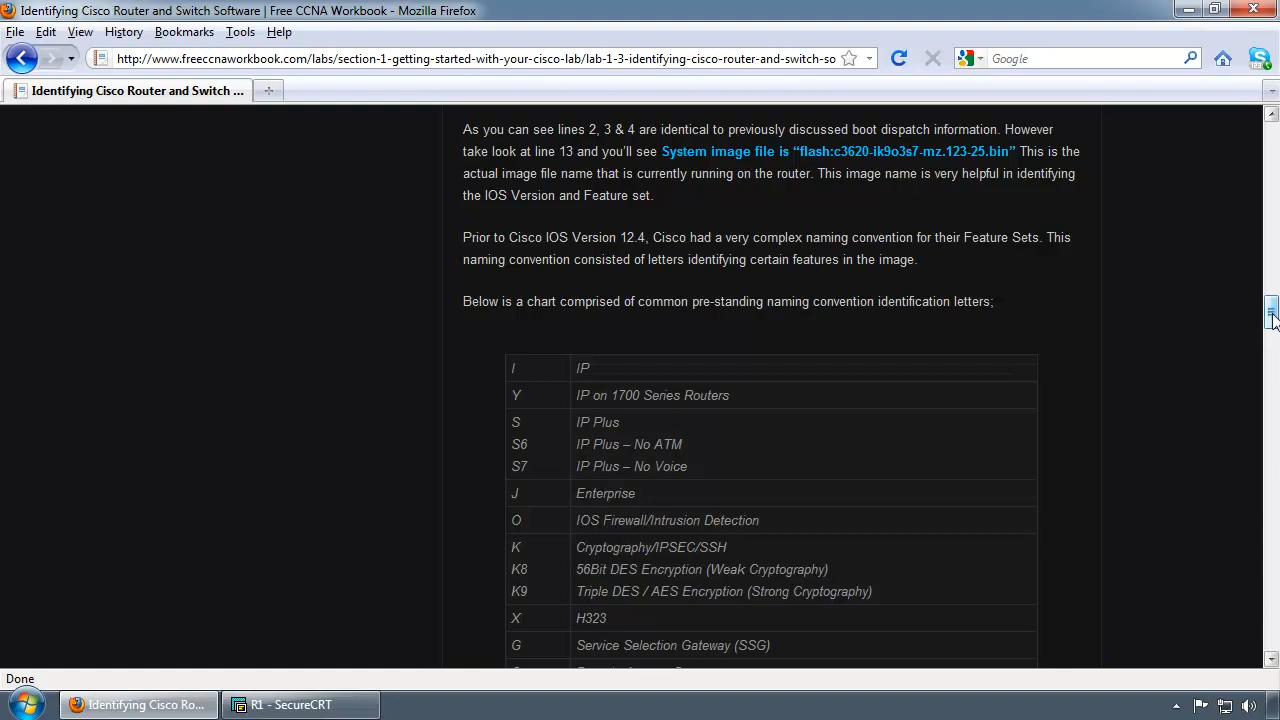 Identifying Cisco Router and Switch Software | Free CCNA Workbook - Mozilla Firefox
File Edit View History Bookmarks Tools Help
http://www.freeccnaworkbook.com/labs/section-1-getting-started-with-your-cisco-lab/lab-1-3-identifying-cisco-router-and-switch-so
Google
Identifying Cisco Router and Switch ...
As you can see lines 2, 3 & 4 are identical to previously discussed boot dispatch information. However
take look at line 13 and you'll see System image file is “flash:c3620-ik9o3s7-mz.123-25.bin” This is the
actual image file name that is currently running on the router. This image name is very helpful in identifying
the IOS Version and Feature set.
Prior to Cisco IOS Version 12.4, Cisco had a very complex naming convention for their Feature Sets. This
naming convention consisted of letters identifying certain features in the image.
Below is a chart comprised of common pre-standing naming convention identification letters;
I IP
Y IP on 1700 Series Routers
S IP Plus
S6 IP Plus – No ATM
S7 IP Plus – No Voice
J Enterprise
O IOS Firewall/Intrusion Detection
K Cryptography/IPSEC/SSH
K8 56Bit DES Encryption (Weak Cryptography)
K9 Triple DES / AES Encryption (Strong Cryptography)
X H323
G Service Selection Gateway (SSG)
Done
Identifying Cisco Ro...
R1 - SecureCRT